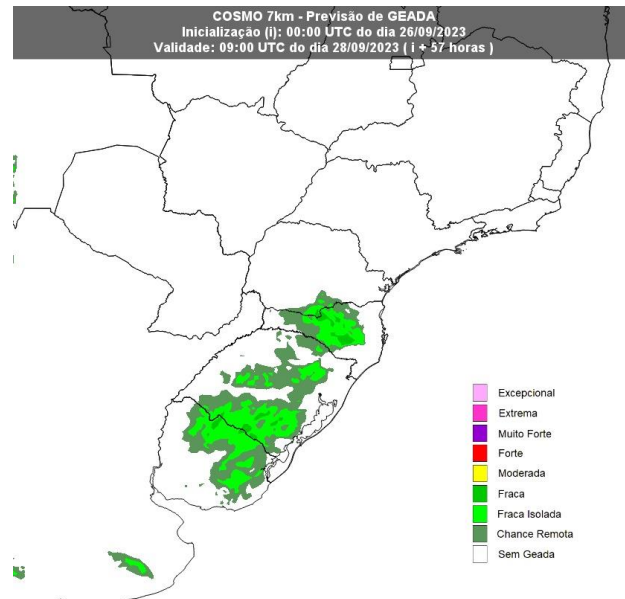 COSMO 7km - Previsão de GEADA
Inicialização (i): 00:00 UTC do dia 26/09/2023
Validade: 09:00 UTC do dia 28/09/2023 ( i + 57 horas )
Excepcional
Extrema
Muito Forte
Forte
Moderada
Fraca
Fraca Isolada
Chance Remota
Sem Geada